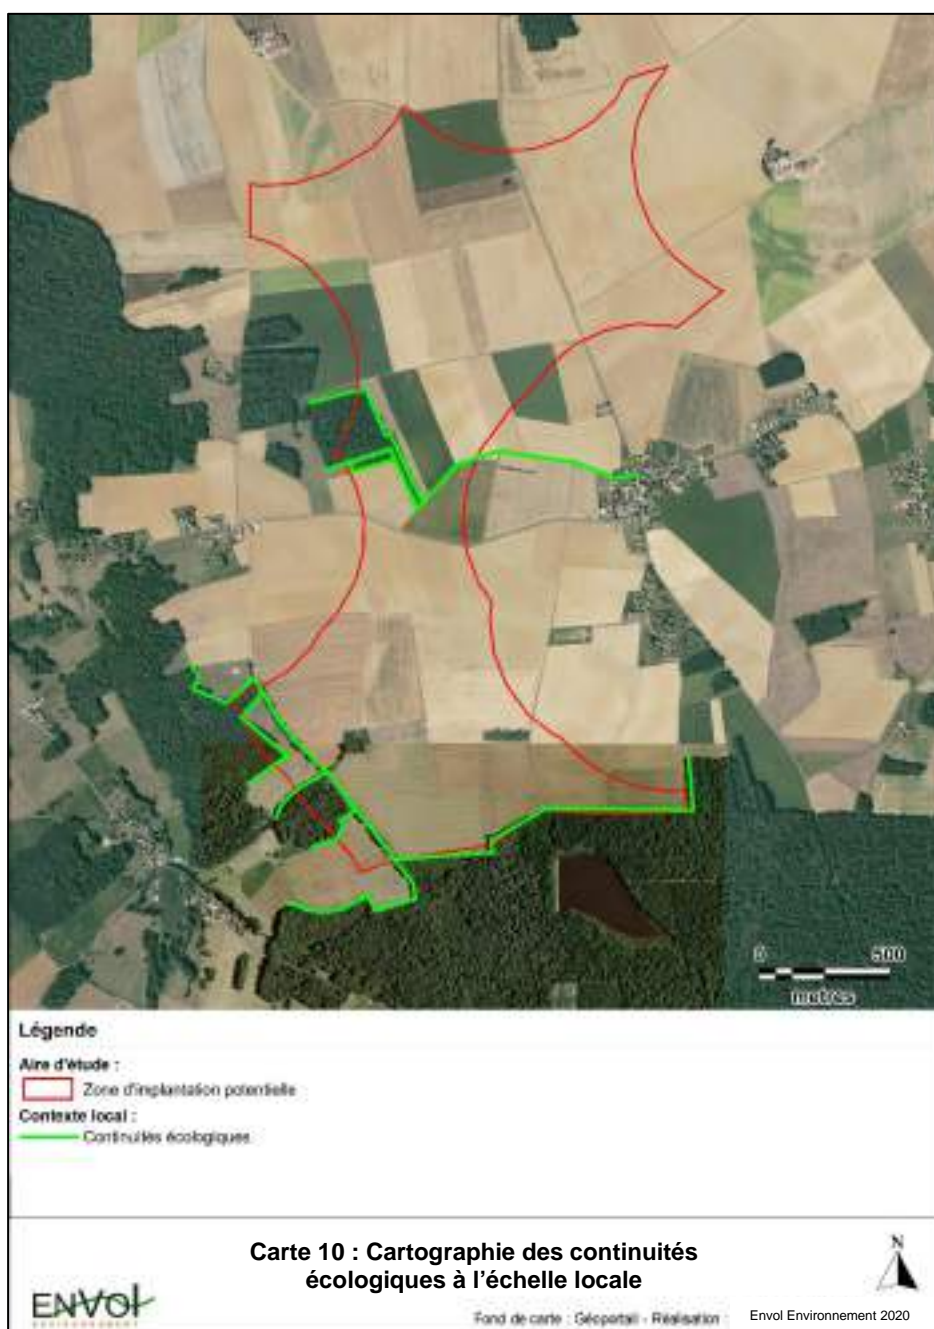 0 500
mètres
Légende
Aire d'étude :
Zone d'implantation potentielle
Contexte local :
Continuités écologiques
Carte 10 : Cartographie des continuités
écologiques à l'échelle locale
N
ENVOL
ENVIRONNEMENT
Fond de carte : Géoportail - Réalisation : Envol Environnement 2020